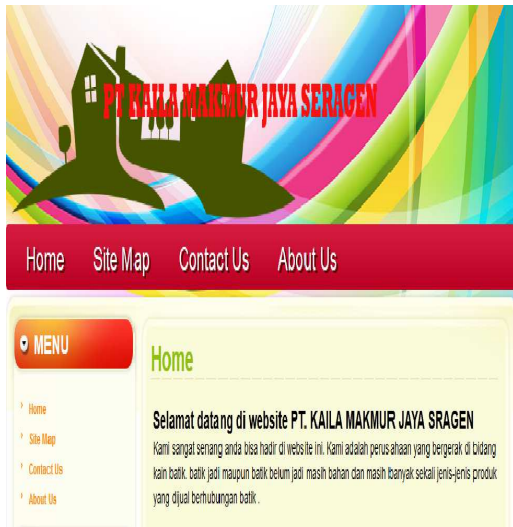 PT KAILA MAKMUR JAYA SERAGEN
Home Site Map Contact Us About Us
MENU
Home
Site Map
Contact Us
About Us
Home
Selamat datang di website PT. KAILA MAKMUR JAYA SRAGEN
Kami sangat senang anda bisa hadir di website ini. Kami adalah perus ahaan yang bergerak di bidang
kain batik. batik jadi maupun batik belum jadi masih bahan dan masih banyak sekali jenis-jenis produk
yang dijual berhubungan batik .